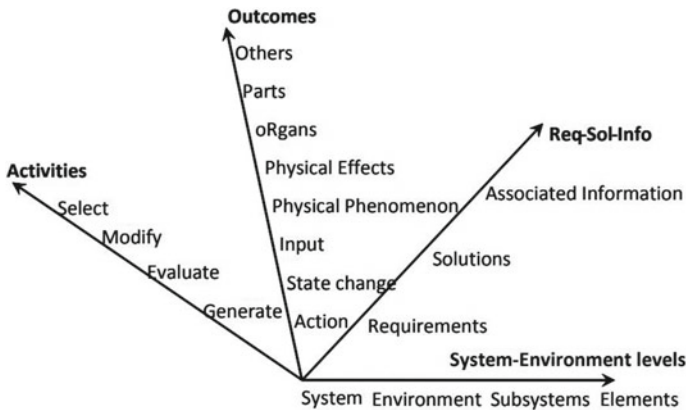 Outcomes
Others
Parts
oRgans
Physical Effects
Physical Phenomenon
Input
State change
Action
Activities
Select
Modify
Evaluate
Generate
Req-Sol-Info
Associated Information
Solutions
Requirements
System-Environment levels
System Environment Subsystems Elements